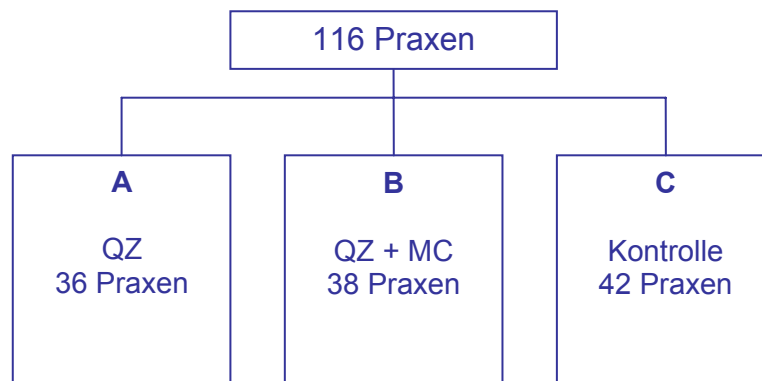 116 Praxen
A
QZ
36 Praxen
B
QZ + MC
38 Praxen
C
Kontrolle
42 Praxen